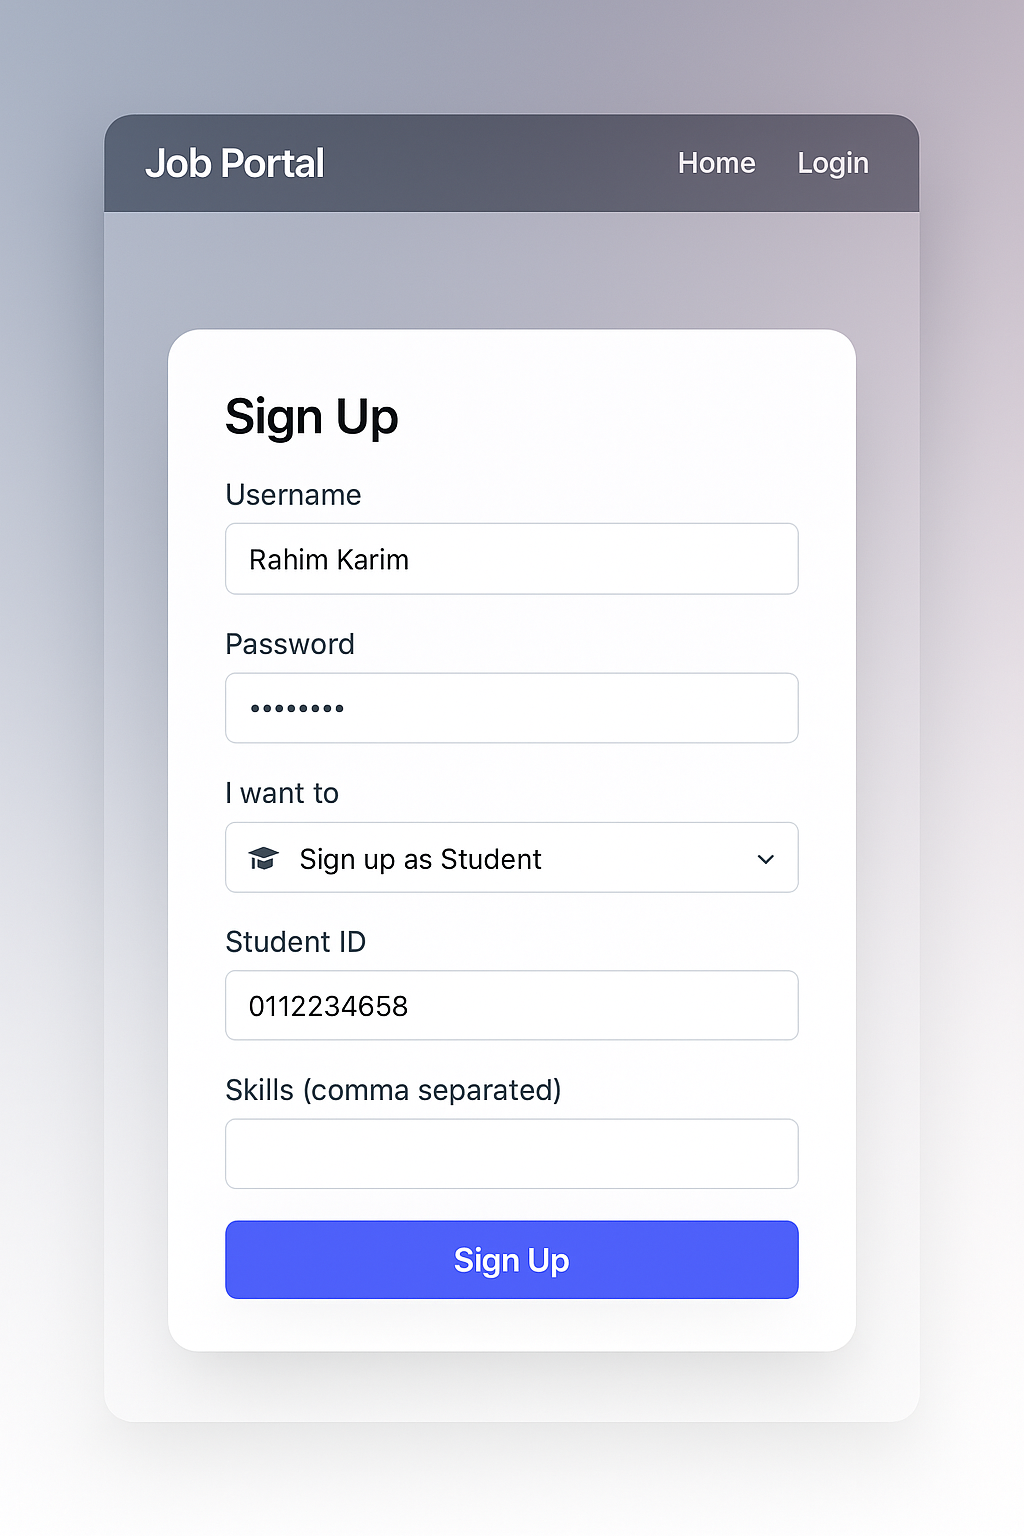 Job Portal
Home
Login
Sign Up
Username
Rahim Karim
Password
••••••••
I want to
Sign up as Student
Student ID
0112234658
Skills (comma separated)
Sign Up